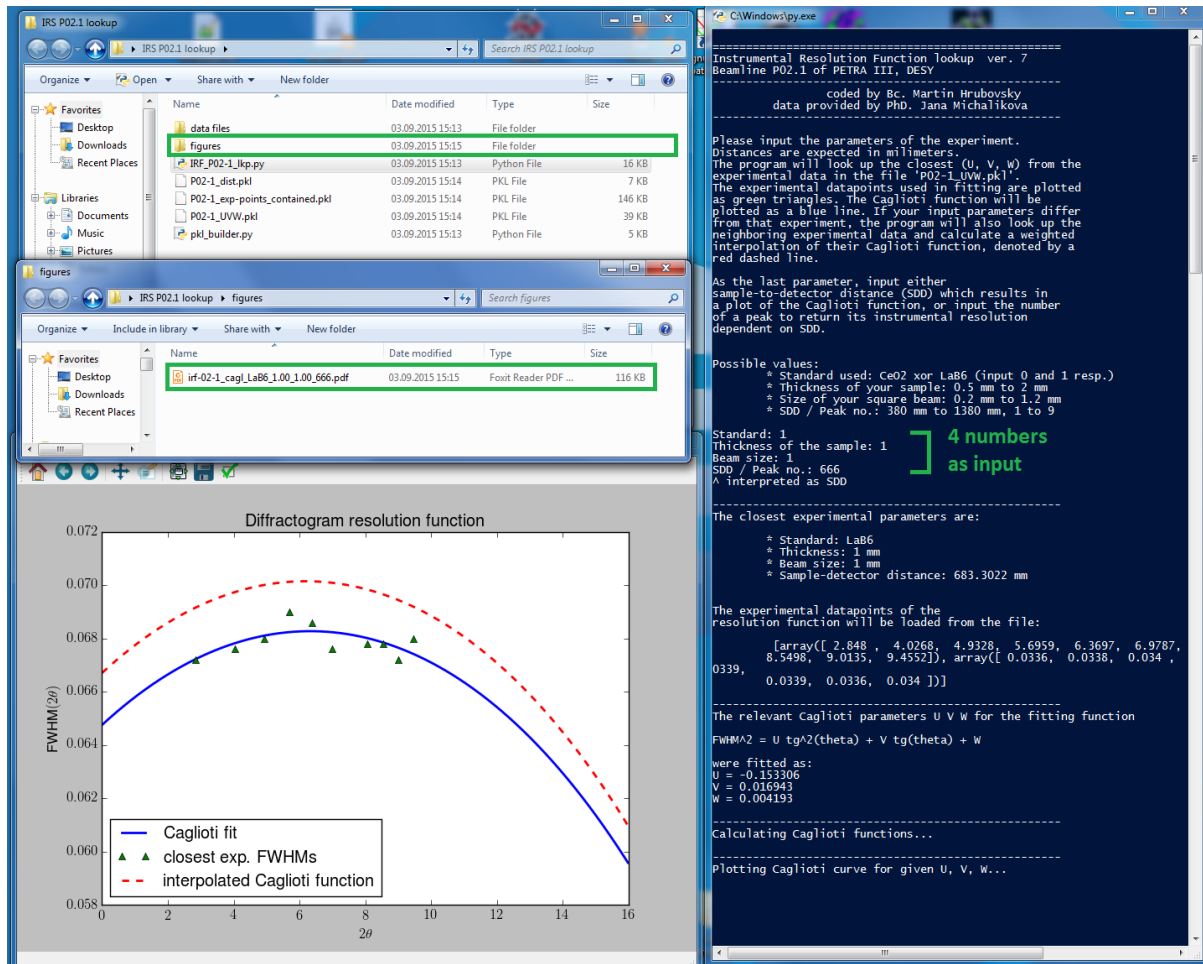 IRS P02.1 lookup
IRS P02.1 lookup
Search IRS P02.1 lookup
Organize Open Share with New folder
Name Date modified Type Size
Favorites
Desktop
Downloads
Recent Places
Libraries
Documents
Music
Pictures
data files 03.09.2015 15:13 File folder
figures 03.09.2015 15:15 File folder
IRF_P02-1_lkp.py 03.09.2015 15:13 Python File 16 KB
P02-1_dist.pkl 03.09.2015 15:14 PKL File 7 KB
P02-1_exp-points_contained.pkl 03.09.2015 15:14 PKL File 146 KB
P02-1_UVW.pkl 03.09.2015 15:14 PKL File 39 KB
pkl_builder.py 03.09.2015 15:13 Python File 5 KB
figures
IRS P02.1 lookup figures
Search figures
Organize Include in library Share with New folder
Name Date modified Type Size
Favorites
Desktop
Downloads
Recent Places
irf-02-1_cagl_LaB6_1.00_1.00_666.pdf 03.09.2015 15:15 Foxit Reader PDF ... 116 KB
Diffractogram resolution function
0.072
0.070
0.068
0.066
0.064
0.062
0.060
0.058
FWHM(2θ)
Caglioti fit
closest exp. FWHMs
interpolated Caglioti function
0 2 4 6 8 10 12 14 16
2θ
C:\Windows\py.exe
====================================================
Instrumental Resolution Function lookup ver. 7
Beamline P02.1 of PETRA III, DESY
----------------------------------------------------
coded by Bc. Martin Hrubovsky
data provided by PhD. Jana Michalikova
----------------------------------------------------
Please input the parameters of the experiment.
Distances are expected in milimeters.
The program will look up the closest (U, V, W) from the
experimental data in the file 'P02-1_UVW.pkl'.
The experimental datapoints used in fitting are plotted
as green triangles. The Caglioti function will be
plotted as a blue line. If your input parameters differ
from that experiment, the program will also look up the
neighboring experimental data and calculate a weighted
interpolation of their Caglioti function, denoted by a
red dashed line.
As the last parameter, input either
sample-to-detector distance (SDD) which results in
a plot of the Caglioti function, or input the number
of a peak to return its instrumental resolution
dependent on SDD.
Possible values:
* Standard used: CeO2 xor LaB6 (input 0 and 1 resp.)
* Thickness of your sample: 0.5 mm to 2 mm
* Size of your square beam: 0.2 mm to 1.2 mm
* SDD / Peak no.: 380 mm to 1380 mm, 1 to 9
Standard: 1
Thickness of the sample: 1
Beam size: 1
SDD / Peak no.: 666
^ interpreted as SDD
4 numbers
as input
----------------------------------------------------
The closest experimental parameters are:
* Standard: LaB6
* Thickness: 1 mm
* Beam size: 1 mm
* Sample-detector distance: 683.3022 mm
The experimental datapoints of the
resolution function will be loaded from the file:
[array([ 2.848 , 4.0268, 4.9328, 5.6959, 6.3697, 6.9787,
8.5498, 9.0135, 9.4552]), array([ 0.0336, 0.0338, 0.034 ,
0339,
0.0339, 0.0336, 0.034 ])]
----------------------------------------------------
The relevant Caglioti parameters U V W for the fitting function
FWHM^2 = U tg^2(theta) + V tg(theta) + W
were fitted as:
U = -0.153306
V = 0.016943
W = 0.004193
----------------------------------------------------
Calculating Caglioti functions...
----------------------------------------------------
Plotting Caglioti curve for given U, V, W...